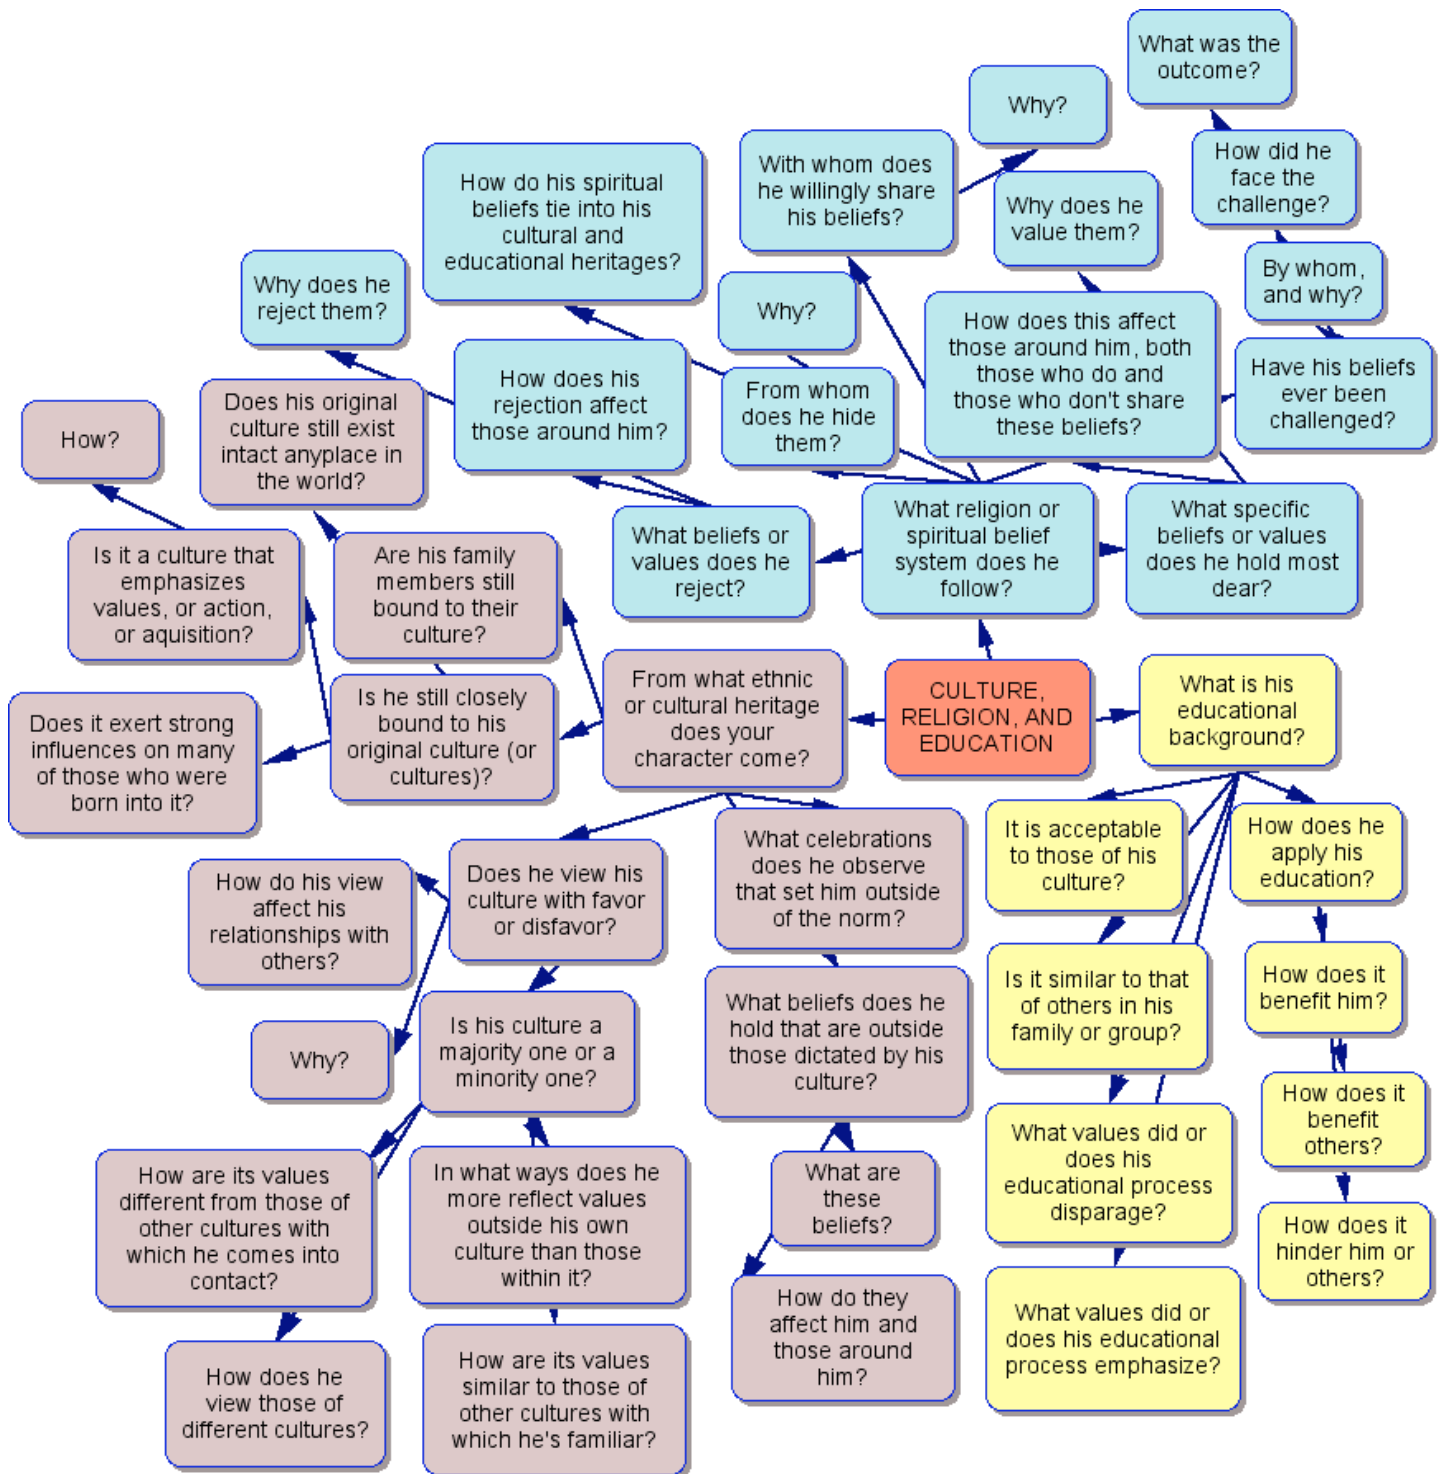 What was the
outcome?
Why?
How did he
face the
challenge?
With whom does
he willingly share
his beliefs?
How do his spiritual
beliefs tie into his
cultural and
educational heritages?
Why does he
value them?
By whom,
and why?
Why does he
reject them?
Why?
How does this affect
those around him, both
those who do and
those who don't share
these beliefs?
Have his beliefs
ever been
challenged?
How does his
rejection affect
those around him?
From whom
does he hide
them?
Does his original
culture still exist
intact anyplace in
the world?
How?
What beliefs or
values does he
reject?
What religion or
spiritual belief
system does he
follow?
What specific
beliefs or values
does he hold most
dear?
Is it a culture that
emphasizes
values, or action,
or aquisition?
Are his family
members still
bound to their
culture?
From what ethnic
or cultural heritage
does your
character come?
CULTURE,
RELIGION, AND
EDUCATION
What is his
educational
background?
Does it exert strong
influences on many
of those who were
born into it?
Is he still closely
bound to his
original culture (or
cultures)?
It is acceptable
to those of his
culture?
How does he
apply his
education?
How do his view
affect his
relationships with
others?
Does he view his
culture with favor
or disfavor?
What celebrations
does he observe
that set him outside
of the norm?
Is it similar to that
of others in his
family or group?
How does it
benefit him?
Why?
Is his culture a
majority one or a
minority one?
What beliefs does he
hold that are outside
those dictated by his
culture?
How does it
benefit
others?
What values did or
does his
educational process
disparage?
How are its values
different from those of
other cultures with
which he comes into
contact?
In what ways does he
more reflect values
outside his own
culture than those
within it?
What are
these
beliefs?
How does it
hinder him or
others?
How do they
affect him and
those around
him?
What values did or
does his educational
process emphasize?
How does he
view those of
different cultures?
How are its values
similar to those of
other cultures with
which he's familiar?